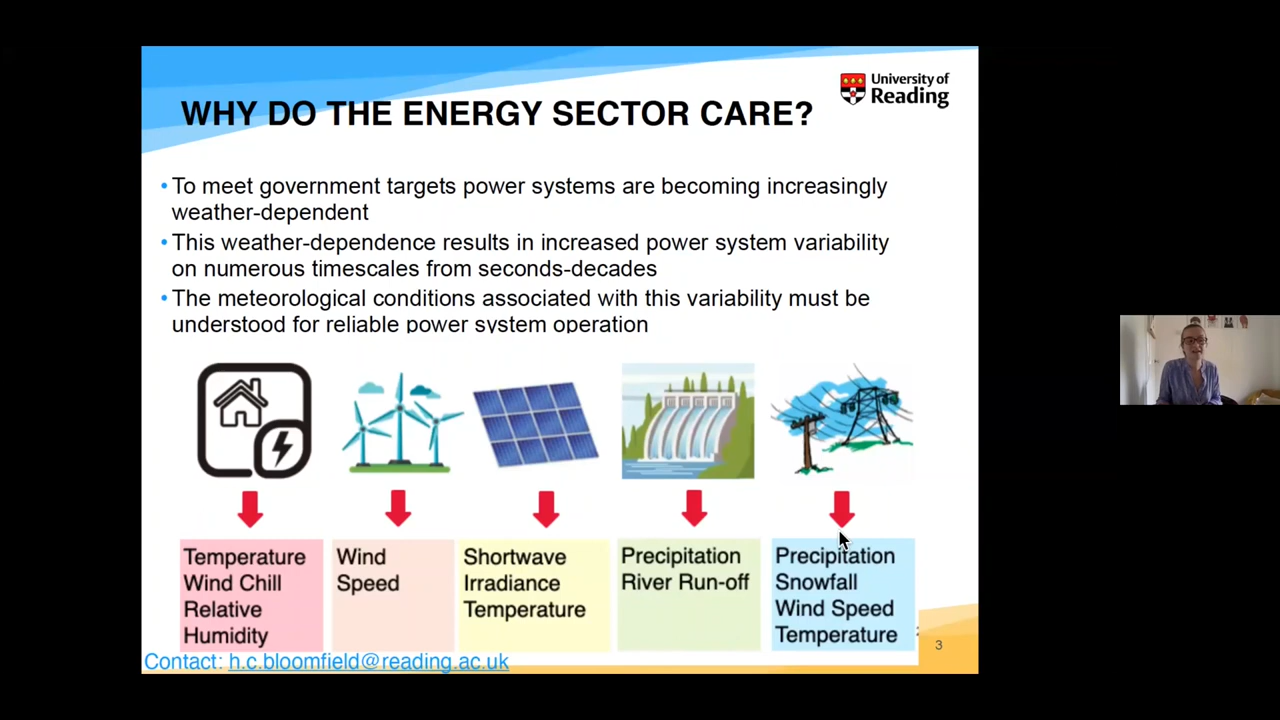 University of
Reading
WHY DO THE ENERGY SECTOR CARE?
•To meet government targets power systems are becoming increasingly
weather-dependent
•This weather-dependence results in increased power system variability
on numerous timescales from seconds-decades
•The meteorological conditions associated with this variability must be
understood for reliable power system operation
Temperature
Wind Chill
Relative
Humidity
Wind
Speed
Shortwave
Irradiance
Temperature
Precipitation
River Run-off
Precipitation
Snowfall
Wind Speed
Temperature
3
Contact: h.c.bloomfield@reading.ac.uk